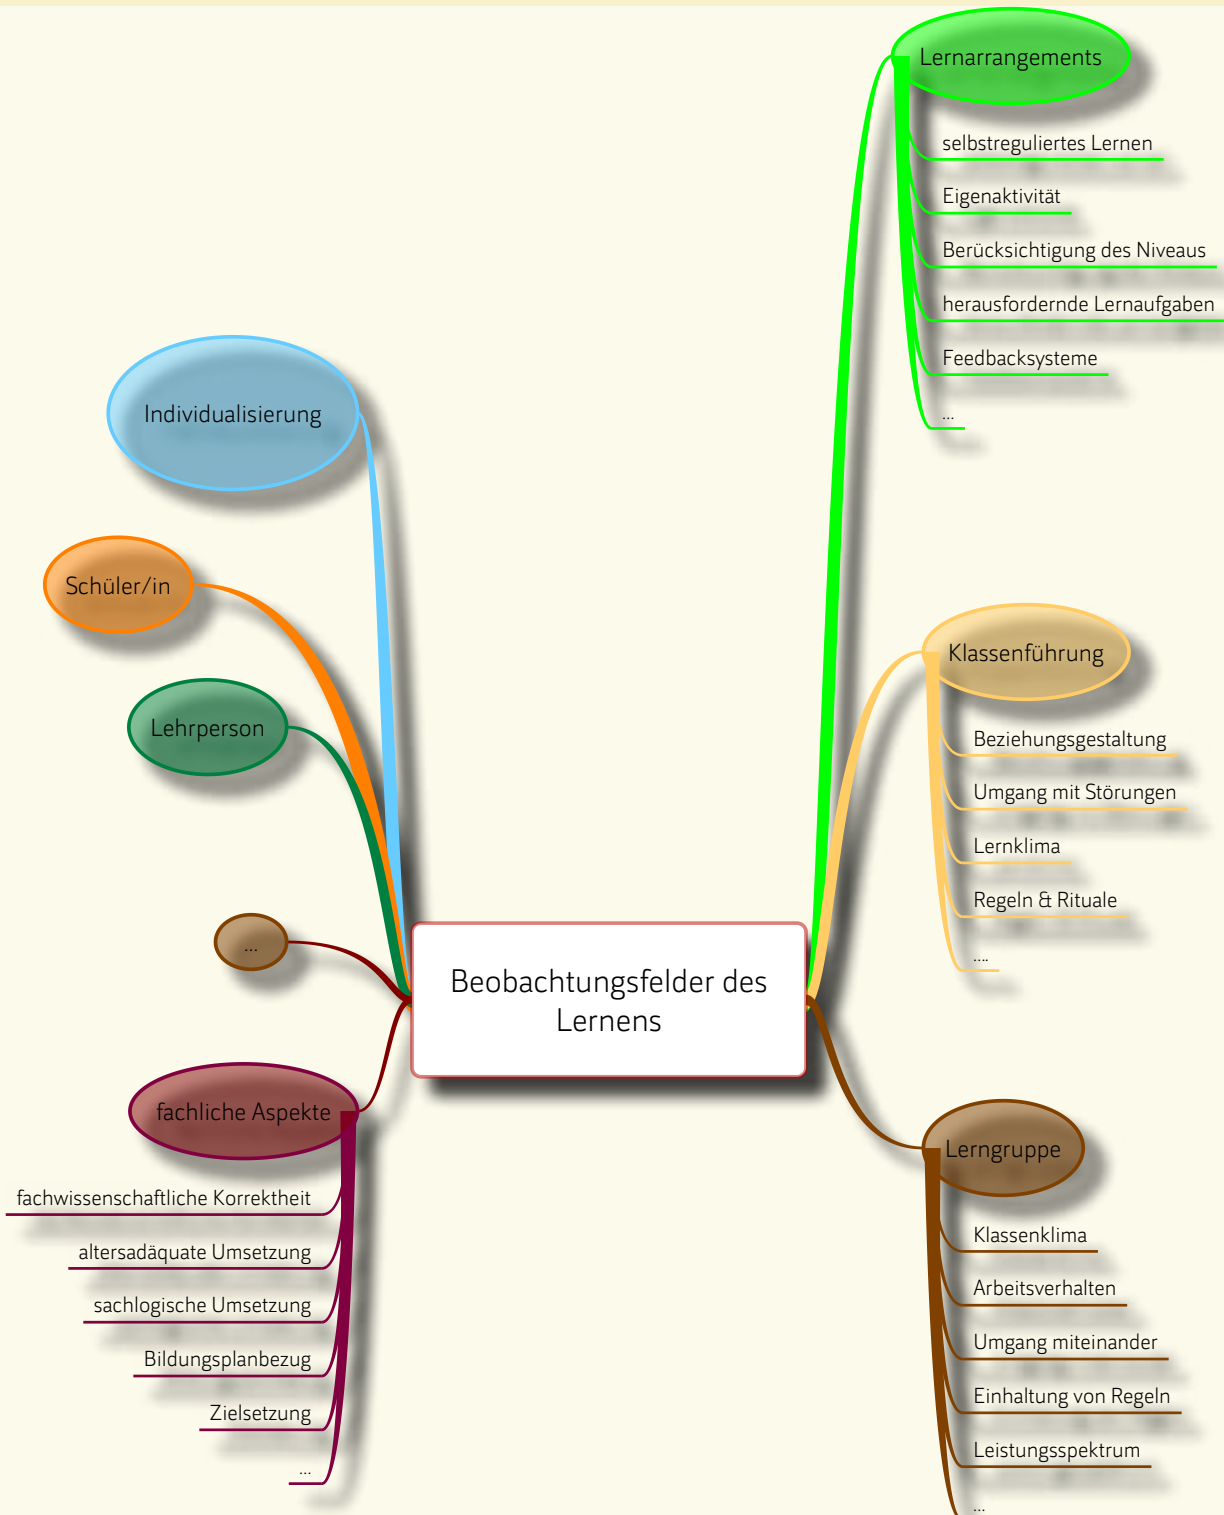 Lernarrangements
selbstreguliertes Lernen
Eigenaktivität
Berücksichtigung des Niveaus
herausfordernde Lernaufgaben
Feedbacksysteme
...
Individualisierung
Schüler/in
Lehrperson
...
Klassenführung
Beziehungsgestaltung
Umgang mit Störungen
Lernklima
Regeln & Rituale
....
Beobachtungsfelder des
Lernens
fachliche Aspekte
fachwissenschaftliche Korrektheit
altersadäquate Umsetzung
sachlogische Umsetzung
Bildungsplanbezug
Zielsetzung
...
Lerngruppe
Klassenklima
Arbeitsverhalten
Umgang miteinander
Einhaltung von Regeln
Leistungsspektrum
...